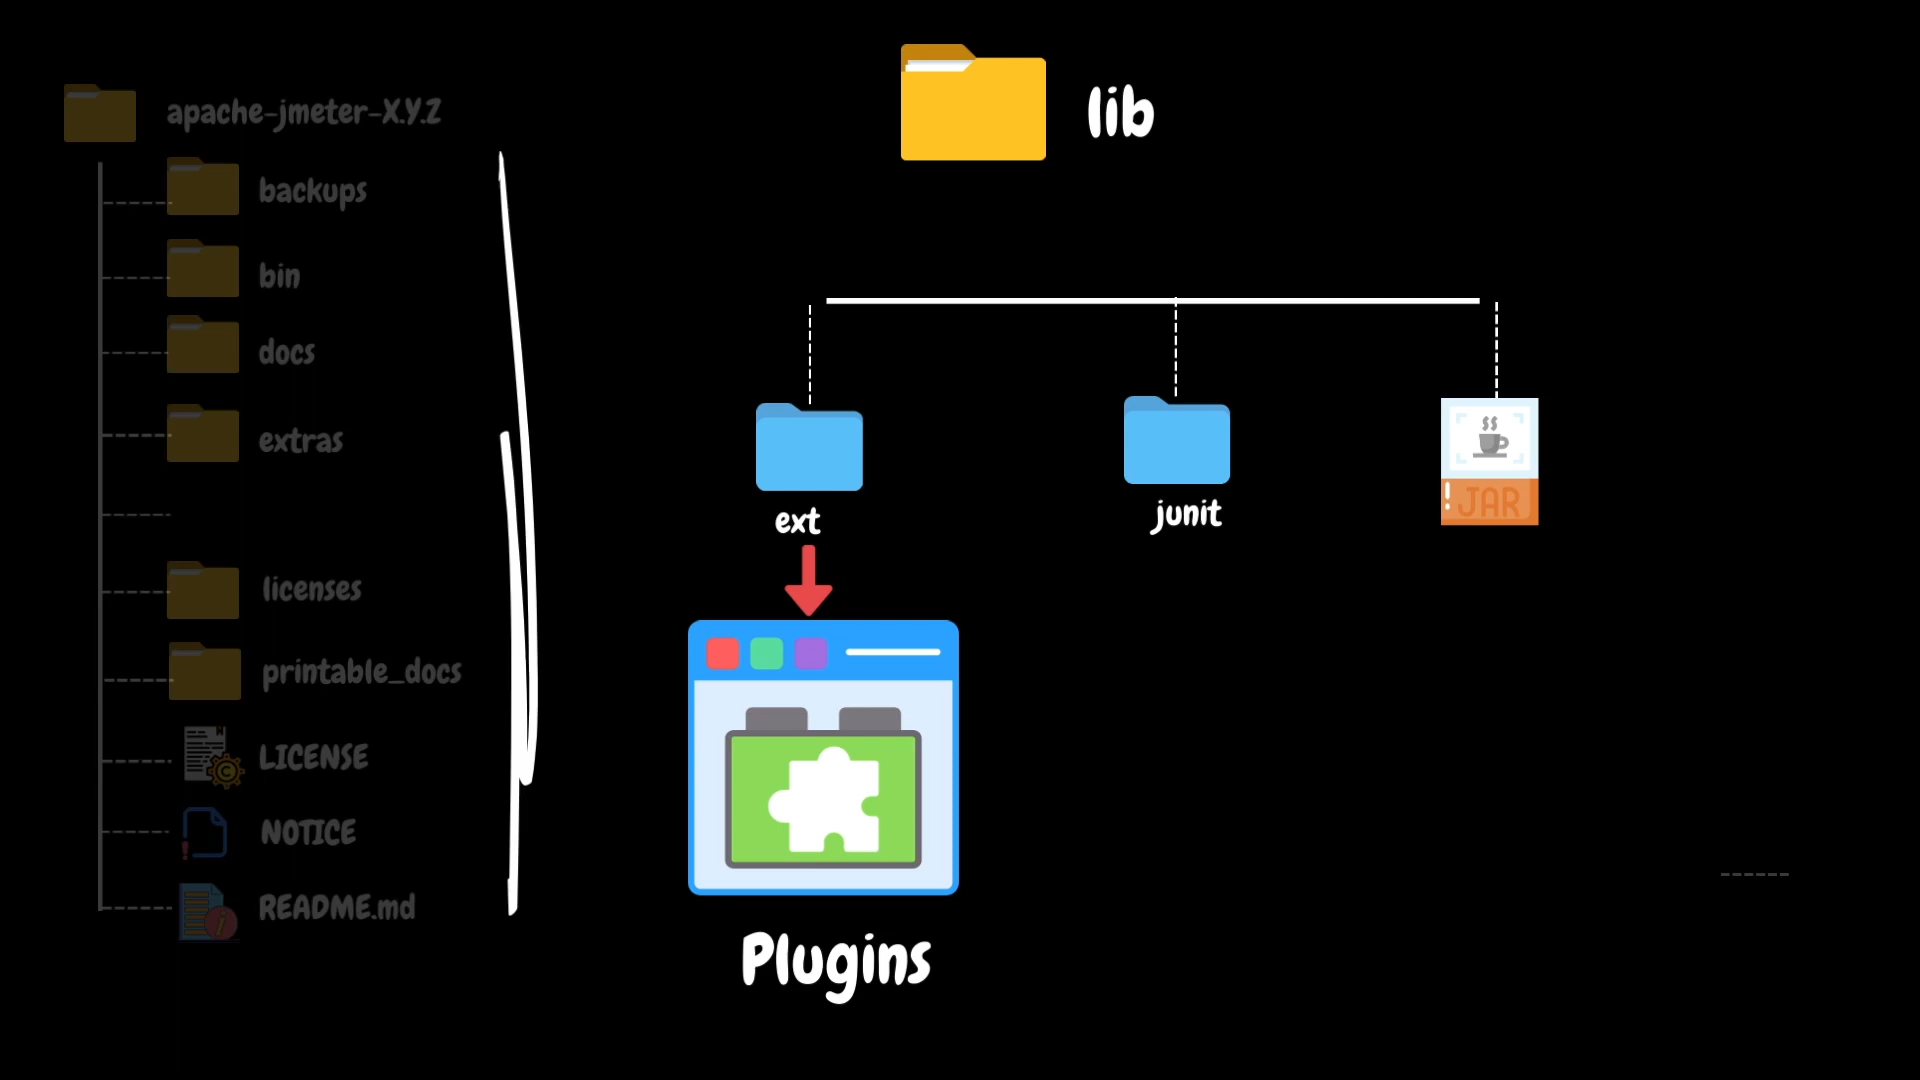 apache-jmeter-X.Y.Z
backups
bin
docs
extras
licenses
printable_docs
LICENSE
NOTICE
README.md
lib
ext
junit
JAR
Plugins